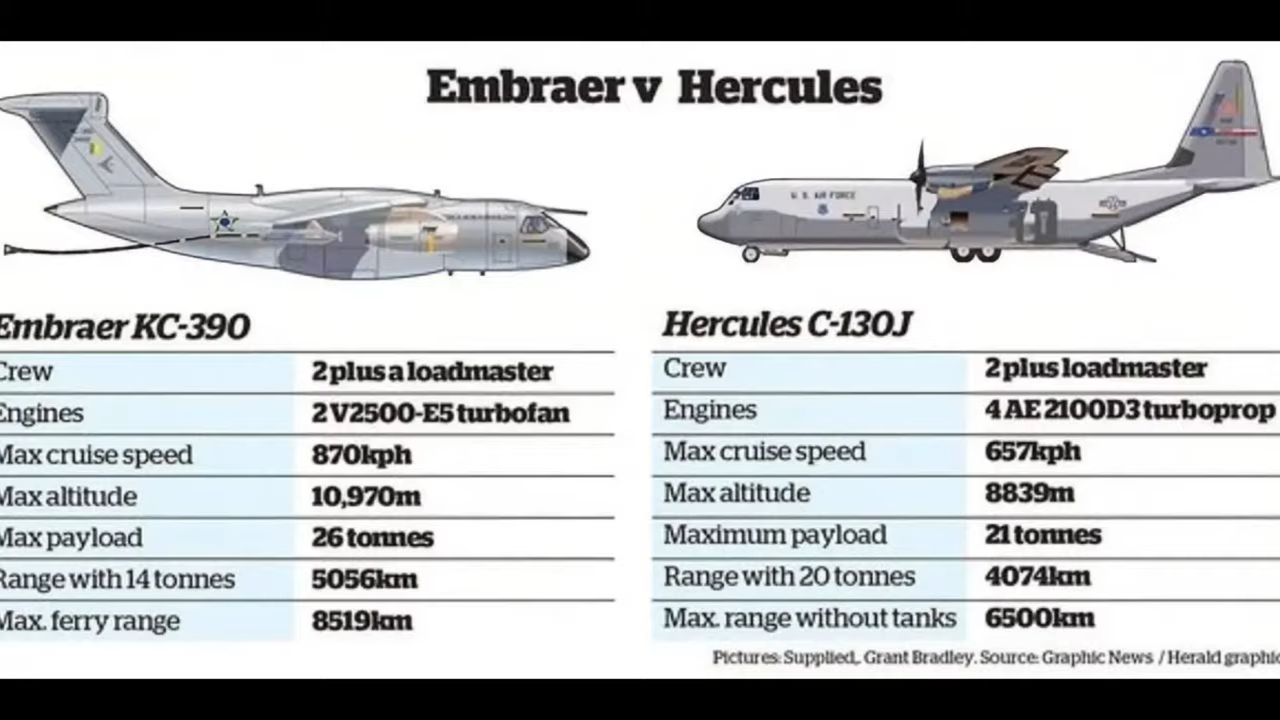 Embraer v Hercules
U. S. AIR FORCE
Embraer KC-390
Crew 2 plus a loadmaster
Engines 2 V2500-E5 turbofan
Max cruise speed 870kph
Max altitude 10,970m
Max payload 26 tonnes
Range with 14 tonnes 5056km
Max. ferry range 8519km
Hercules C-130J
Crew 2 plus loadmaster
Engines 4 AE 2100D3 turboprop
Max cruise speed 657kph
Max altitude 8839m
Maximum payload 21 tonnes
Range with 20 tonnes 4074km
Max. range without tanks 6500km
Pictures: Supplied, Grant Bradley. Source: Graphic News / Herald graphic